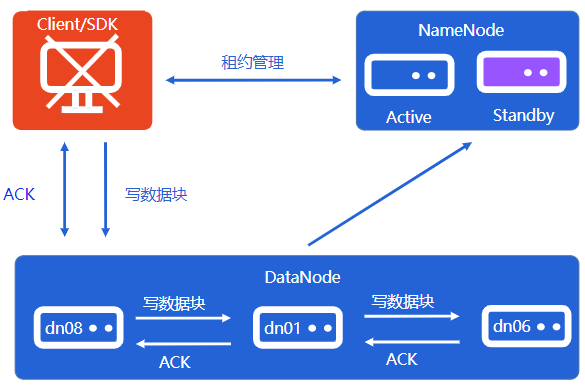 Client/SDK
NameNode
租约管理
Active
Standby
ACK
写数据块
DataNode
写数据块
写数据块
dn08
dn01
dn06
ACK
ACK